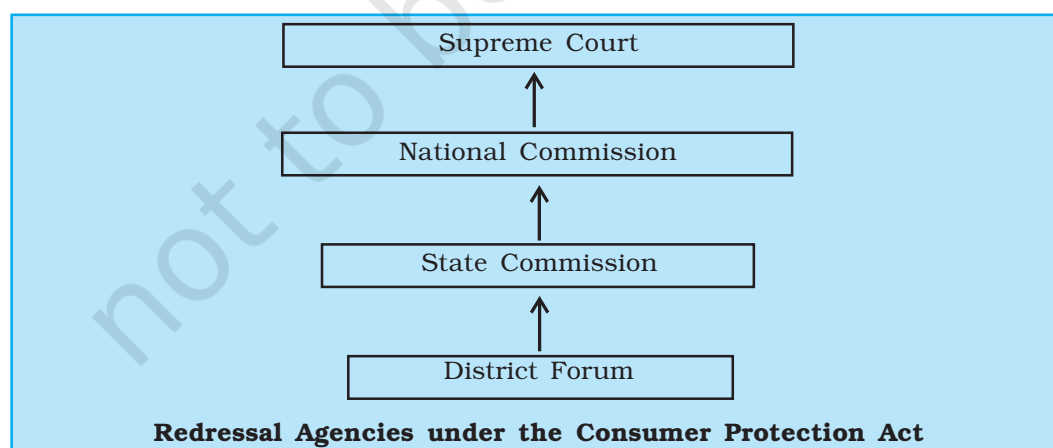 Supreme Court
National Commission
State Commission
District Forum
Redressal Agencies under the Consumer Protection Act
not to b